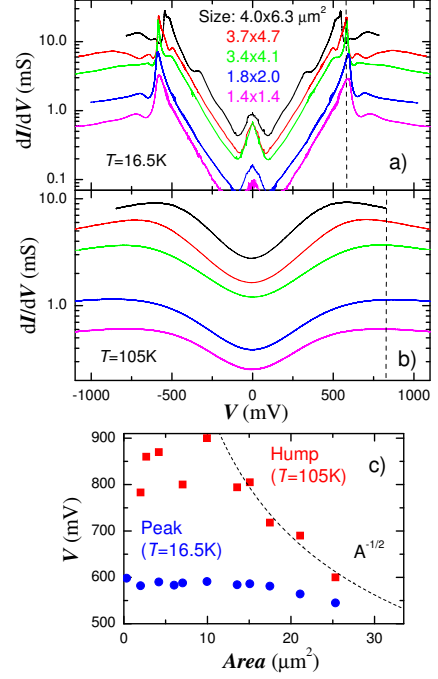 Size: 4.0x6.3 μm²
3.7x4.7
3.4x4.1
1.8x2.0
1.4x1.4
10.0
1.0
0.1
dI/dV (mS)
T=16.5K
a)
10.0
1.0
dI/dV (mS)
T=105K
b)
-1000 -500 0 500 1000
V (mV)
900
800
700
600
500
V (mV)
c)
Hump
(T=105K)
Peak
(T=16.5K)
A^-1/2
0 10 20 30
Area (μm²)